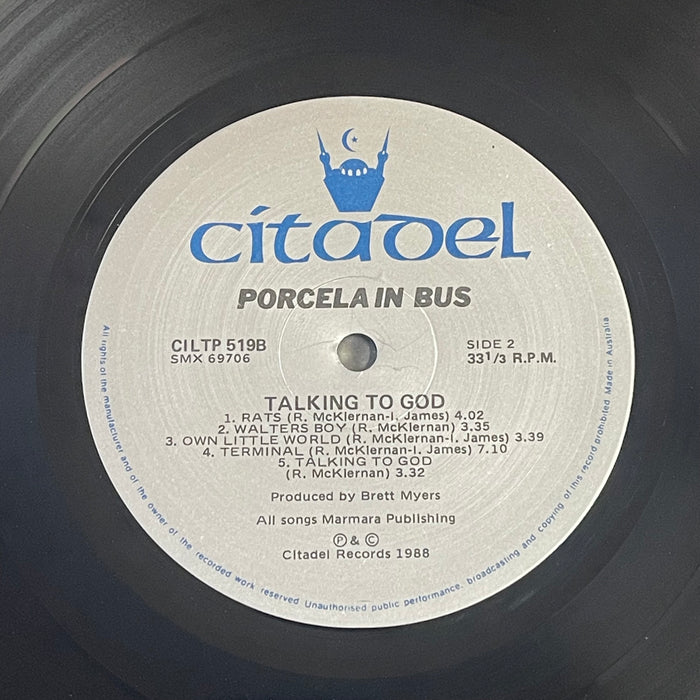 citadel
PORCELAIN BUS
CILTP 519B
SMX 69706
SIDE 2
33 1/3 R.P.M.
TALKING TO GOD
1. RATS (R. McKlernan-I. James) 4.02
2. WALTERS BOY (R. McKlernan) 3.35
3. OWN LITTLE WORLD (R. McKlernan-I. James) 3.39
4. TERMINAL (R. McKlernan-I. James) 7.10
5. TALKING TO GOD
(R. McKlernan) 3.32
Produced by Brett Myers
All songs Marmara Publishing
Ⓟ & ©
Citadel Records 1988
All rights of the manufacturer and of the owner of the recorded work reserved Unauthorised public performance, broadcasting and copying of this record prohibited Made in Australia